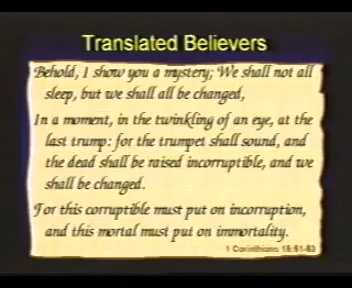 Translated Believers
Behold, I show you a mystery; We shall not all
sleep, but we shall all be changed,
In a moment, in the twinkling of an eye, at the
last trump: for the trumpet shall sound, and
the dead shall be raised incorruptible, and we
shall be changed.
For this corruptible must put on incorruption,
and this mortal must put on immortality.
1 Corinthians 15:51-53